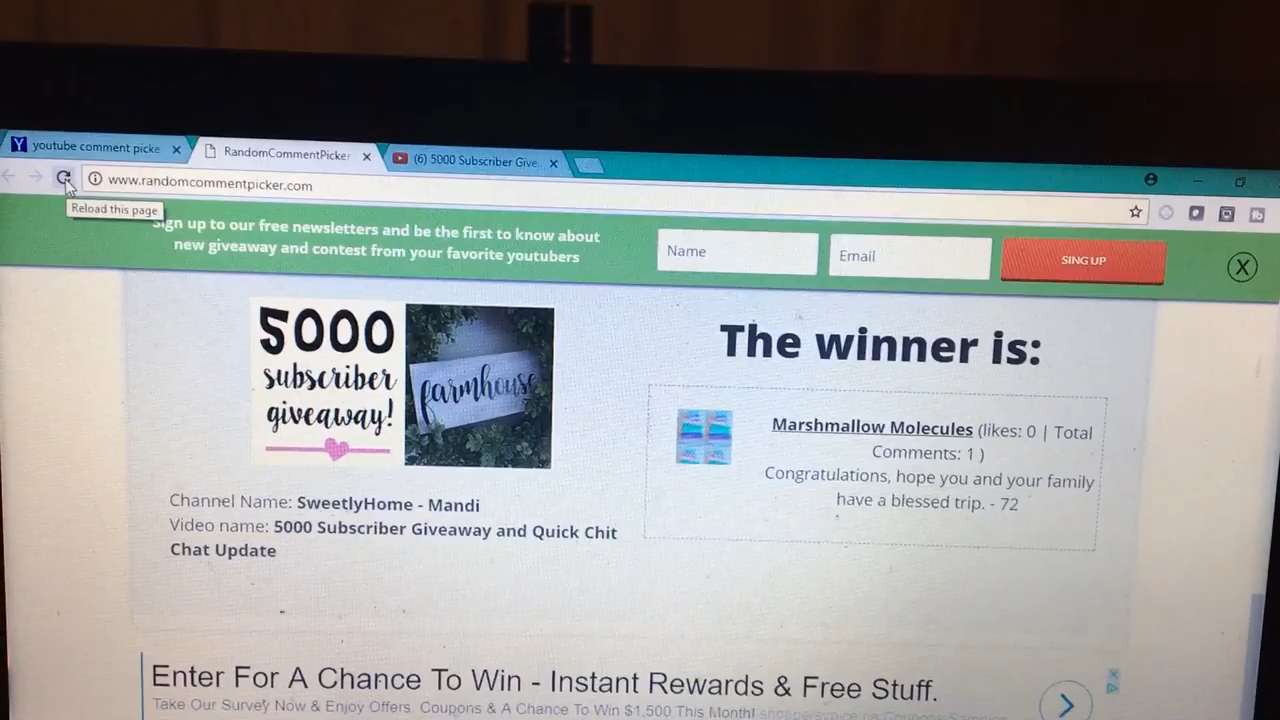 youtube comment picke
RandomCommentPicker
(6) 5000 Subscriber Give
www.randomcommentpicker.com
Reload this page
Sign up to our free newsletters and be the first to know about
new giveaway and contest from your favorite youtubers
Name
Email
SING UP
X
5000
subscriber
giveaway!
farmhouse
The winner is:
Marshmallow Molecules (likes: 0 | Total
Comments: 1 )
Congratulations, hope you and your family
have a blessed trip. - 72
Channel Name: SweetlyHome - Mandi
Video name: 5000 Subscriber Giveaway and Quick Chit
Chat Update
Enter For A Chance To Win - Instant Rewards & Free Stuff.
Take Our Survey Now & Enjoy Offers, Coupons & A Chance To Win $1,500 This Month!